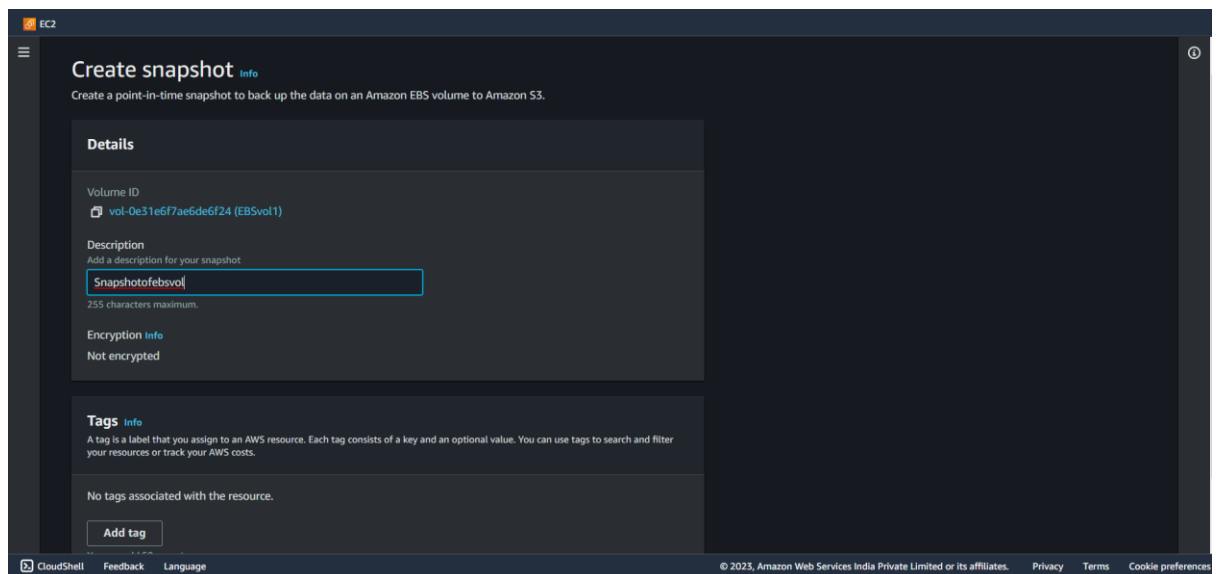 EC2
Create snapshot Info
Create a point-in-time snapshot to back up the data on an Amazon EBS volume to Amazon S3.
Details
Volume ID
vol-0e31e6f7ae6de6f24 (EBSvol1)
Description
Add a description for your snapshot
Snapshotofebsvol
255 characters maximum.
Encryption Info
Not encrypted
Tags Info
A tag is a label that you assign to an AWS resource. Each tag consists of a key and an optional value. You can use tags to search and filter
your resources or track your AWS costs.
No tags associated with the resource.
Add tag
CloudShell Feedback Language © 2023, Amazon Web Services India Private Limited or its affiliates. Privacy Terms Cookie preferences